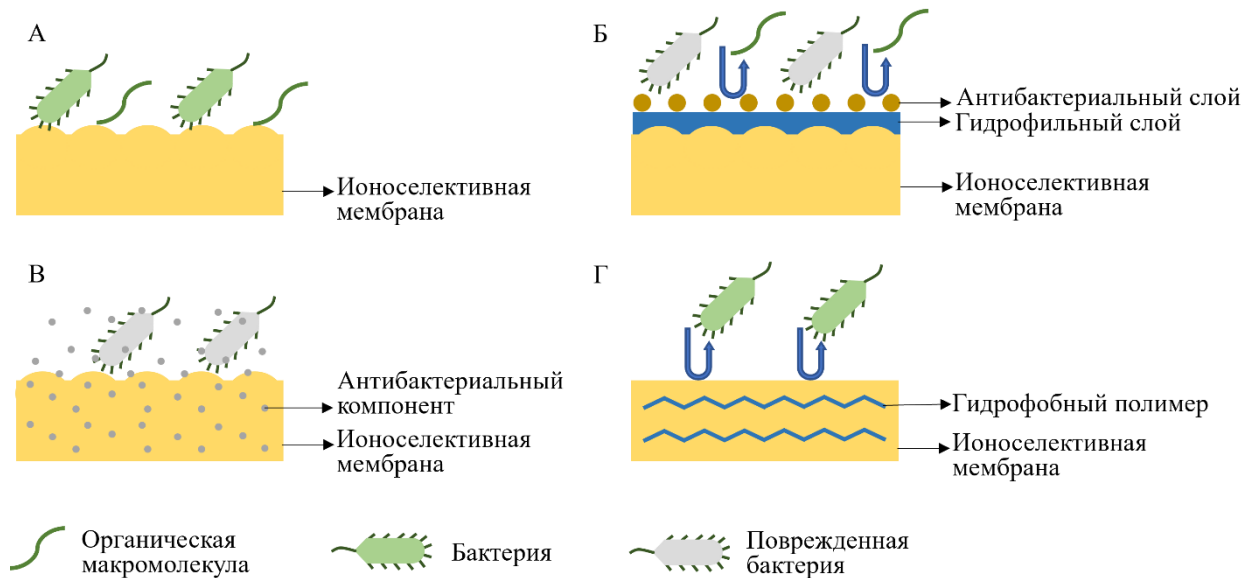 А
Ионоселективная
мембрана
Б
Антибактериальный слой
Гидрофильный слой
Ионоселективная
мембрана
В
Антибактериальный
компонент
Ионоселективная
мембрана
Г
Гидрофобный полимер
Ионоселективная
мембрана
Органическая
макромолекула
Бактерия
Поврежденная
бактерия